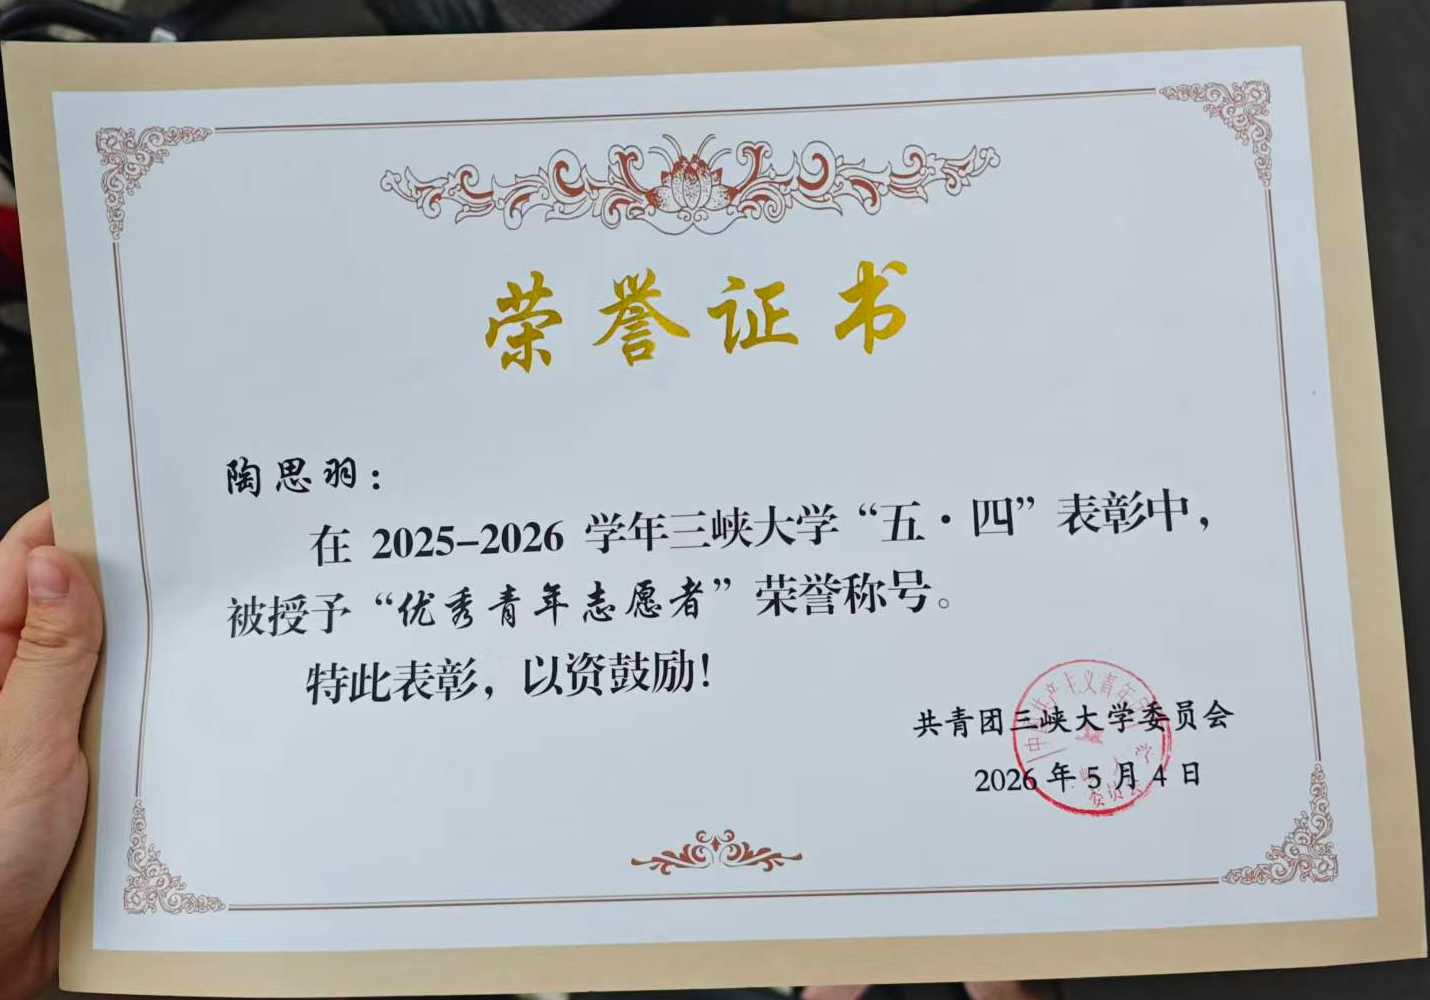 荣誉证书
陶思羽：
在 2025-2026 学年三峡大学“五·四”表彰中，
被授予“优秀青年志愿者”荣誉称号。
特此表彰，以资鼓励！
共青团三峡大学委员会
2026 年 5 月 4 日